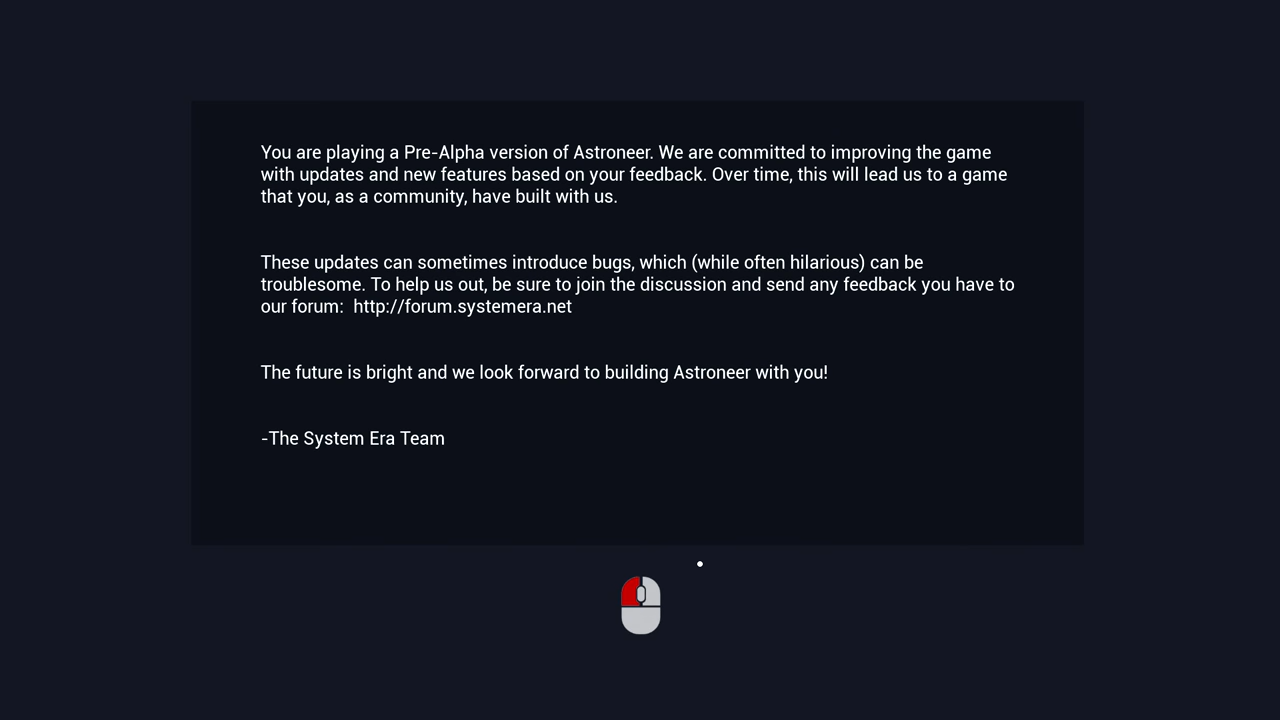 You are playing a Pre-Alpha version of Astroneer. We are committed to improving the game
with updates and new features based on your feedback. Over time, this will lead us to a game
that you, as a community, have built with us.
These updates can sometimes introduce bugs, which (while often hilarious) can be
troublesome. To help us out, be sure to join the discussion and send any feedback you have to
our forum:  http://forum.systemera.net
The future is bright and we look forward to building Astroneer with you!
-The System Era Team